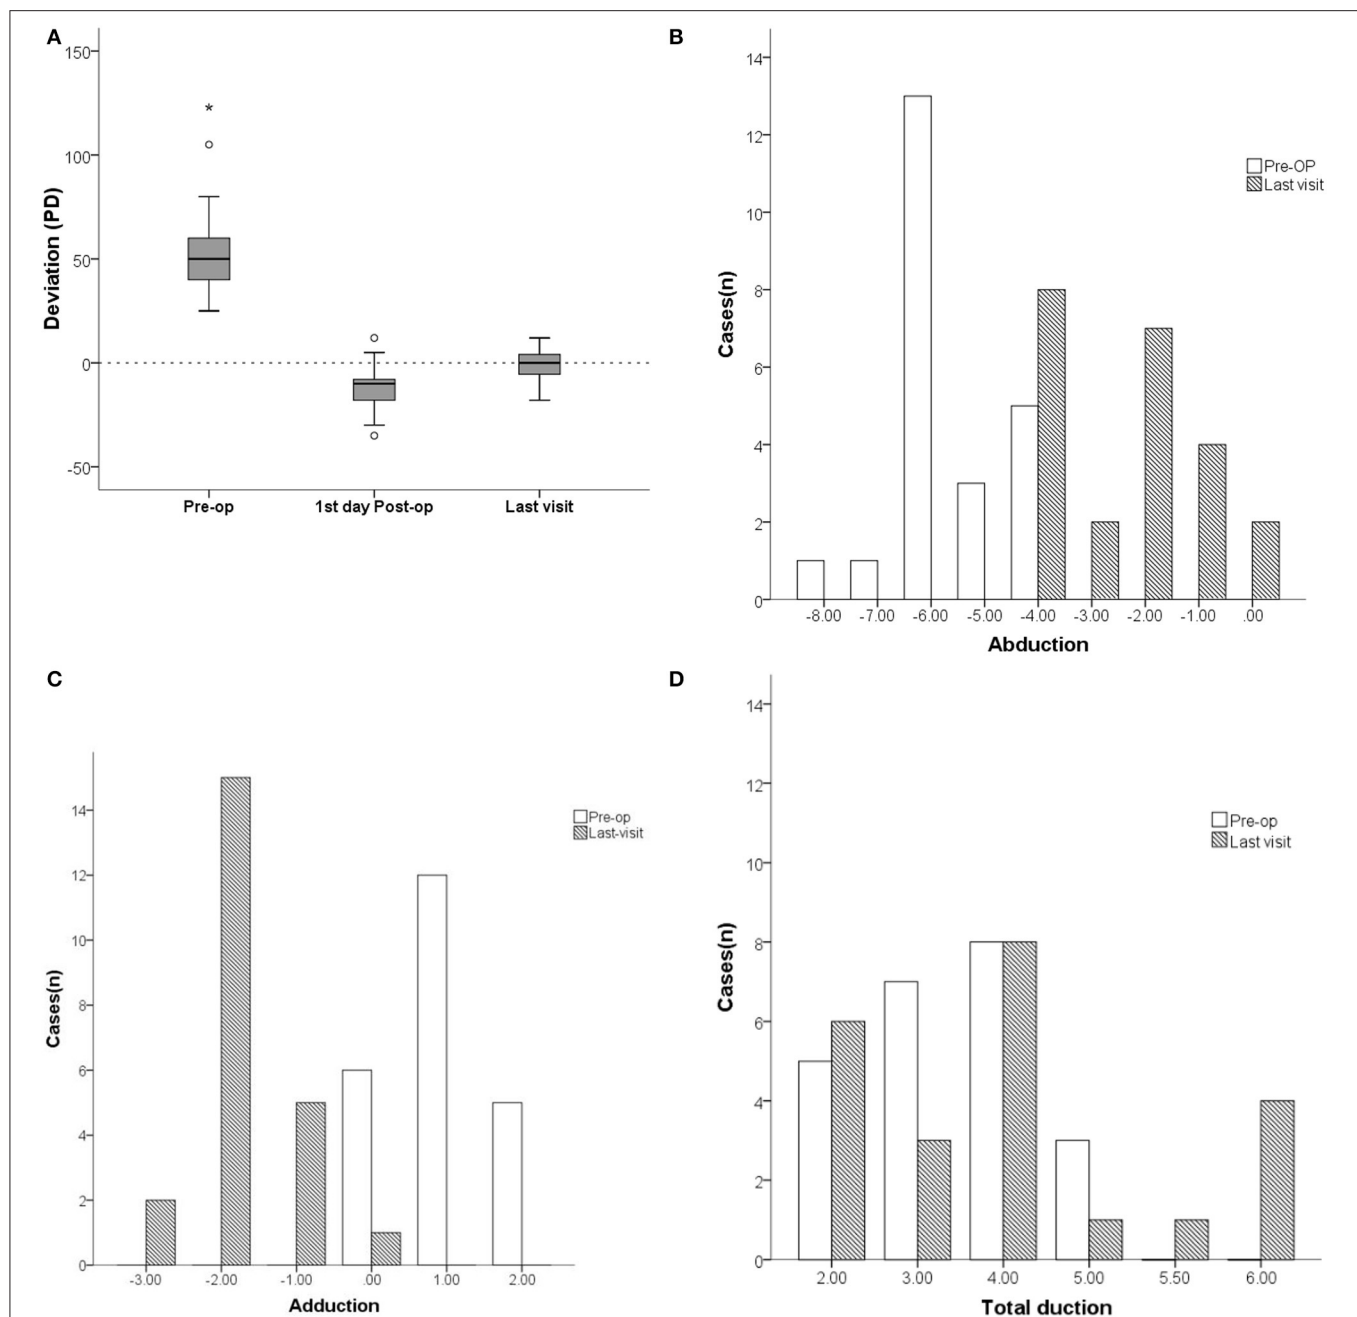 A
150
100
50
0
-50
Deviation (PD)
*
Pre-op 1st day Post-op Last visit
B
14
12
10
8
6
4
2
0
Cases(n)
Pre-OP
Last visit
-8.00 -7.00 -6.00 -5.00 -4.00 -3.00 -2.00 -1.00 .00
Abduction
C
14
12
10
8
6
4
2
0
Cases(n)
Pre-op
Last-visit
-3.00 -2.00 -1.00 .00 1.00 2.00
Adduction
D
14
12
10
8
6
4
2
0
Cases(n)
Pre-op
Last visit
2.00 3.00 4.00 5.00 5.50 6.00
Total duction